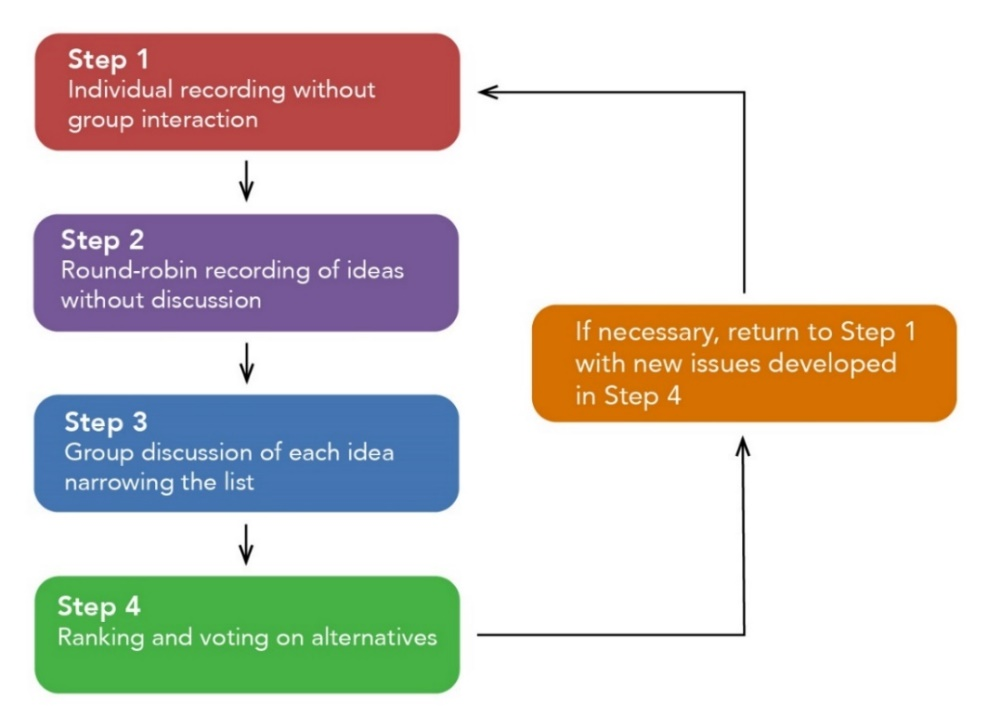 Step 1
Individual recording without
group interaction
Step 2
Round-robin recording of ideas
without discussion
Step 3
Group discussion of each idea
narrowing the list
Step 4
Ranking and voting on alternatives
If necessary, return to Step 1
with new issues developed
in Step 4